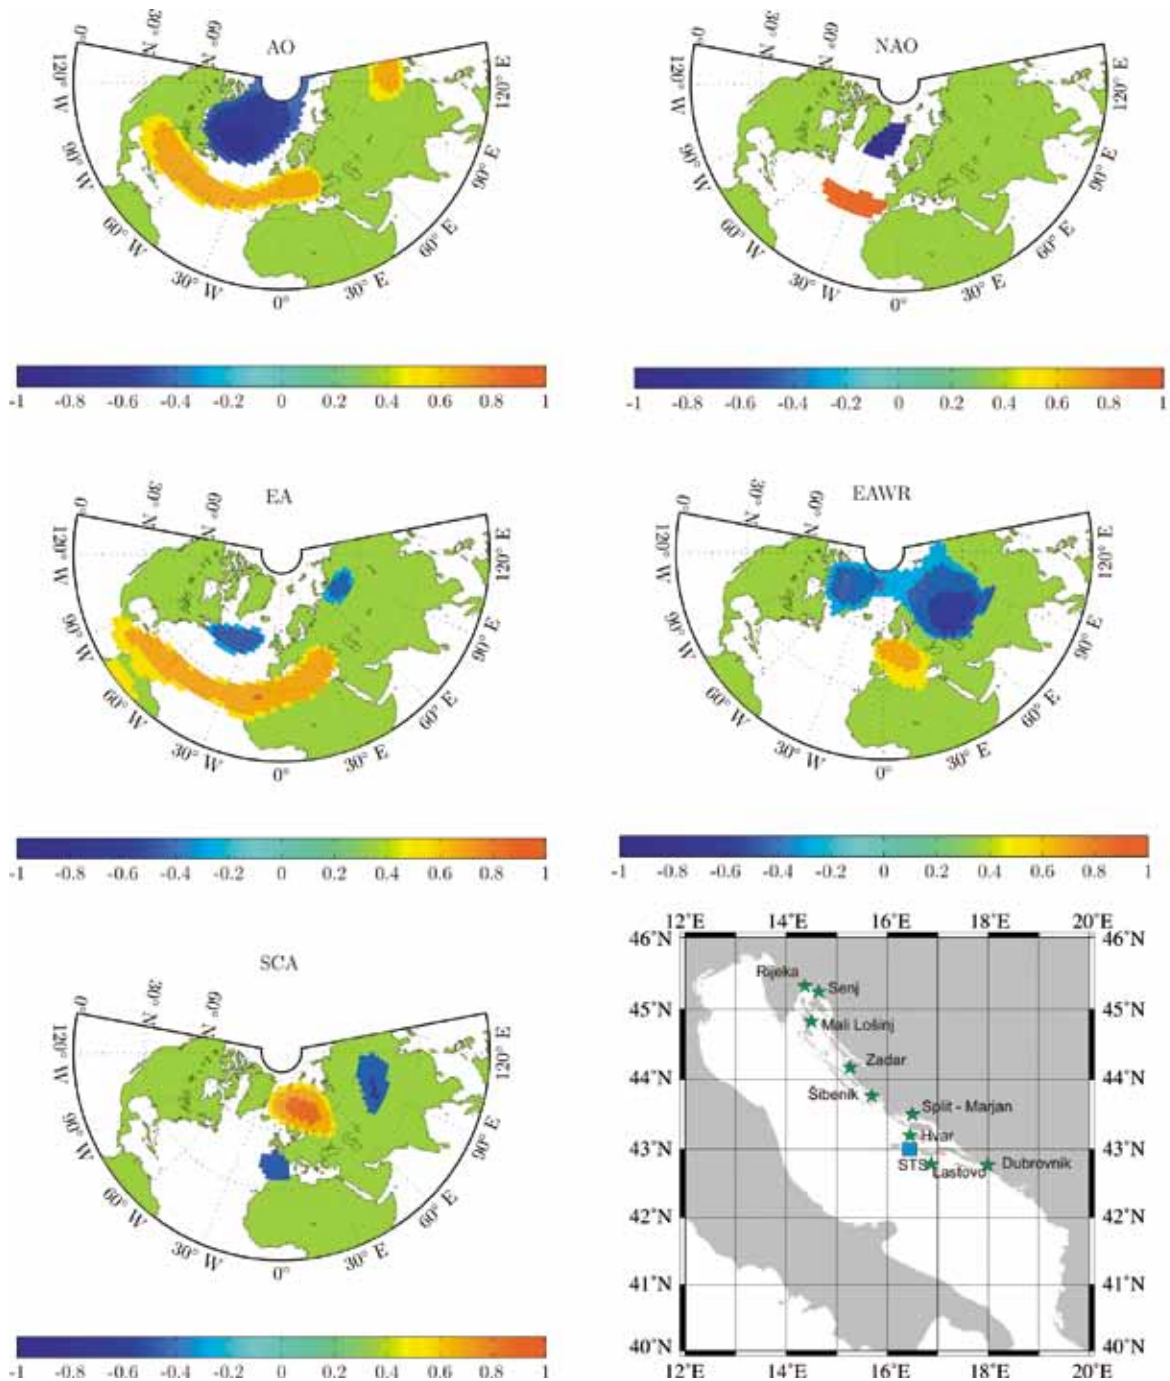 AO
0° 30° N 60° N
120° W 90° W 60° W 30° W 0° 30° E 60° E 90° E 120° E
-1 -0.8 -0.6 -0.4 -0.2 0 0.2 0.4 0.6 0.8 1
NAO
0° 30° N 60° N
120° W 90° W 60° W 30° W 0° 30° E 60° E 90° E 120° E
-1 -0.8 -0.6 -0.4 -0.2 0 0.2 0.4 0.6 0.8 1
EA
0° 30° N 60° N
120° W 90° W 60° W 30° W 0° 30° E 60° E 90° E 120° E
-1 -0.8 -0.6 -0.4 -0.2 0 0.2 0.4 0.6 0.8 1
EAWR
0° 30° N 60° N
120° W 90° W 60° W 30° W 0° 30° E 60° E 90° E 120° E
-1 -0.8 -0.6 -0.4 -0.2 0 0.2 0.4 0.6 0.8 1
SCA
0° 30° N 60° N
120° W 90° W 60° W 30° W 0° 30° E 60° E 90° E 120° E
-1 -0.8 -0.6 -0.4 -0.2 0 0.2 0.4 0.6 0.8 1
12˚E 14˚E 16˚E 18˚E 20˚E
46˚N 46˚N
Rijeka
Senj
45˚N 45˚N
Mali Lošinj
Zadar
44˚N 44˚N
Šibenik
Split - Marjan
Hvar
43˚N 43˚N
STS Lastovo Dubrovnik
42˚N 42˚N
41˚N 41˚N
40˚N 40˚N
12˚E 14˚E 16˚E 18˚E 20˚E